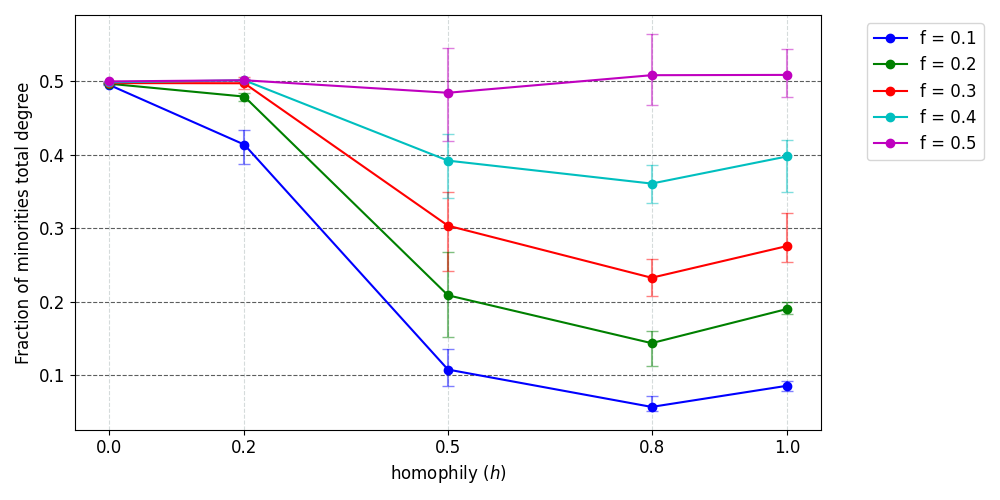 Fraction of minorities total degree
0.5
0.4
0.3
0.2
0.1
0.0 0.2 0.5 0.8 1.0
homophily (h)
f = 0.1
f = 0.2
f = 0.3
f = 0.4
f = 0.5